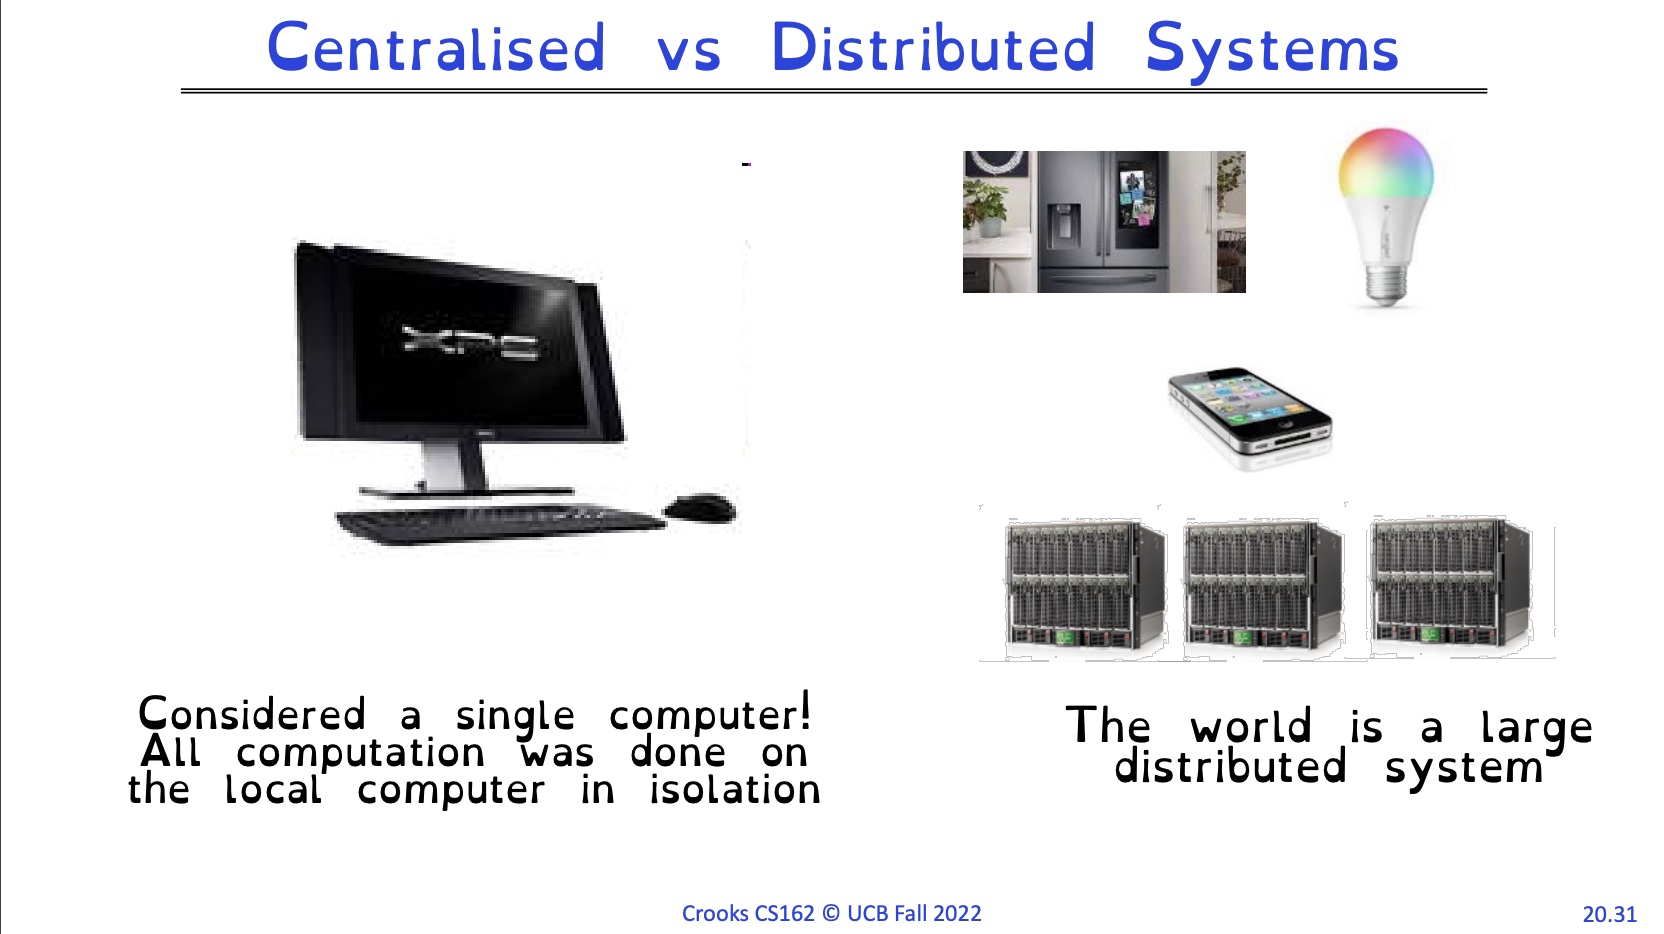 Centralised vs Distributed Systems
XPS
Considered a single computer!
All computation was done on
the local computer in isolation
The world is a large
distributed system
Crooks CS162 © UCB Fall 2022
20.31